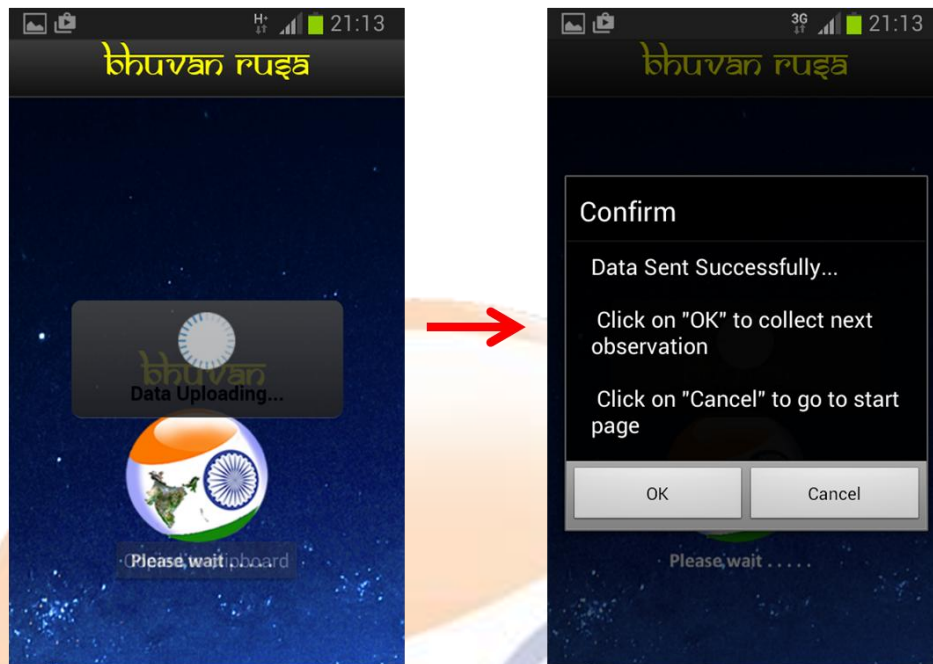 H+ 21:13
bhuvan rusa
bhuvan
Data Uploading...
Please wait . . . . .
3G 21:13
bhuvan rusa
Confirm
Data Sent Successfully...
Click on "OK" to collect next
observation
Click on "Cancel" to go to start
page
OK Cancel
Please wait . . . . .